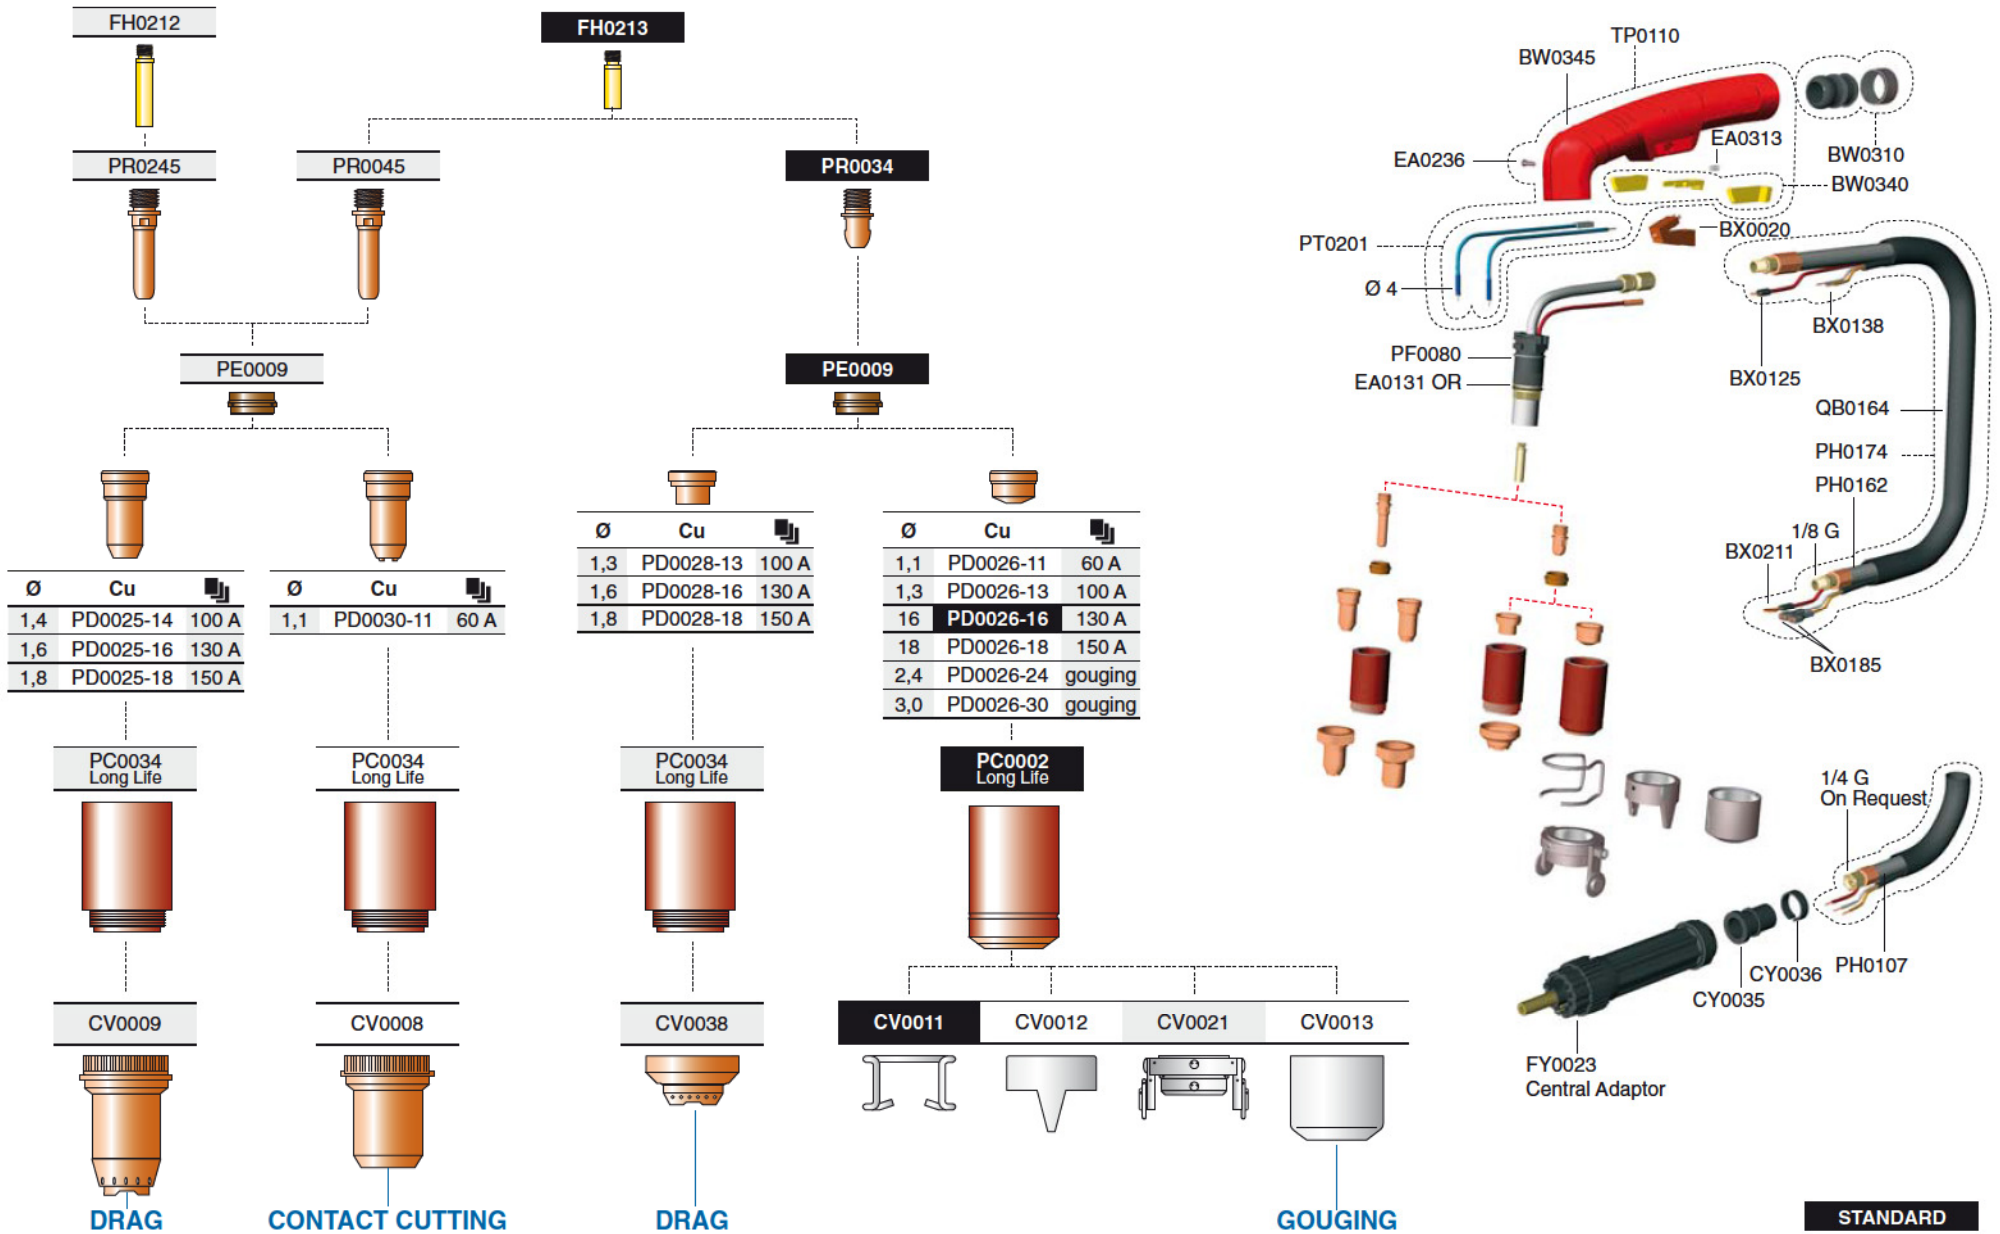 FH0212
FH0213
PR0245
PR0045
PR0034
PE0009
PE0009
Ø Cu
1,4 PD0025-14 100 A
1,6 PD0025-16 130 A
1,8 PD0025-18 150 A
Ø Cu
1,1 PD0030-11 60 A
Ø Cu
1,3 PD0028-13 100 A
1,6 PD0028-16 130 A
1,8 PD0028-18 150 A
Ø Cu
1,1 PD0026-11 60 A
1,3 PD0026-13 100 A
16 PD0026-16 130 A
18 PD0026-18 150 A
2,4 PD0026-24 gouging
3,0 PD0026-30 gouging
PC0034
Long Life
PC0034
Long Life
PC0034
Long Life
PC0002
Long Life
CV0009
CV0008
CV0038
CV0011 CV0012 CV0021 CV0013
DRAG
CONTACT CUTTING
DRAG
GOUGING
TP0110
BW0345
EA0313
EA0236
BW0310
BW0340
BX0020
PT0201
Ø 4
BX0138
PF0080
EA0131 OR
BX0125
QB0164
PH0174
PH0162
1/8 G
BX0211
BX0185
1/4 G
On Request
PH0107
CY0036
CY0035
FY0023
Central Adaptor
STANDARD